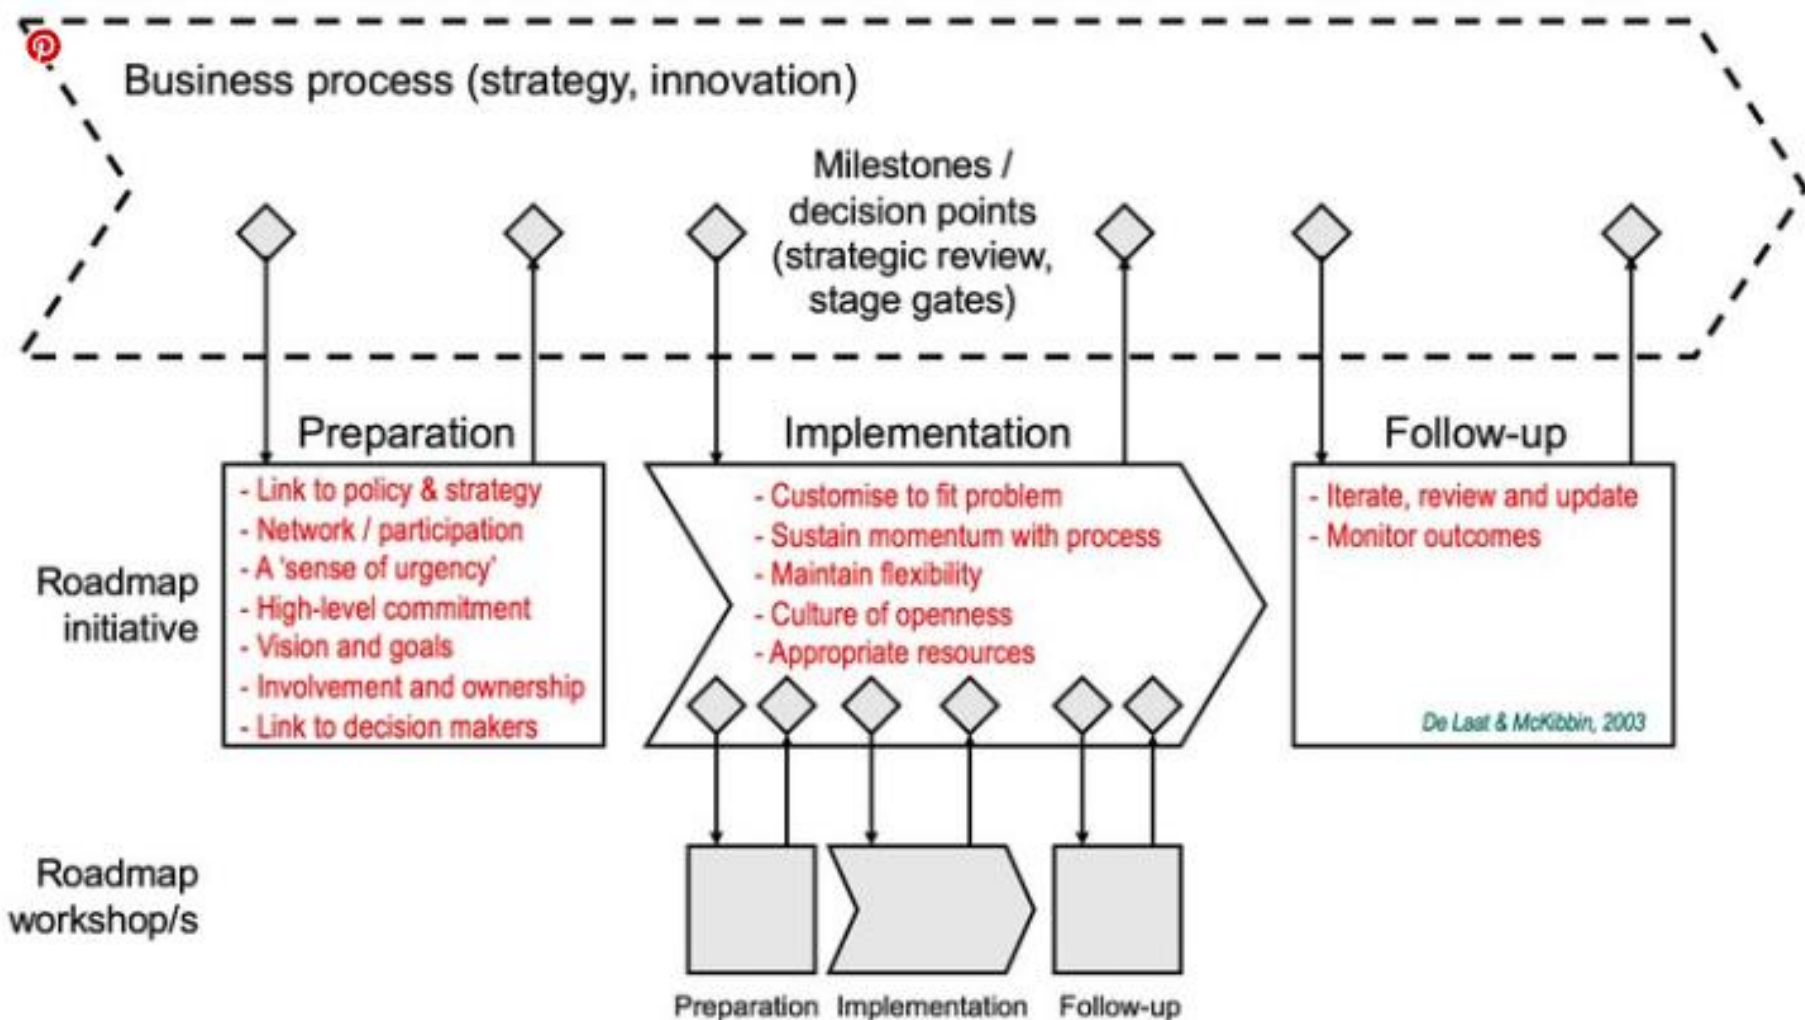 Business process (strategy, innovation)
Milestones /
decision points
(strategic review,
stage gates)
Preparation
Implementation
Follow-up
Roadmap
initiative
- Link to policy & strategy
- Network / participation
- A 'sense of urgency'
- High-level commitment
- Vision and goals
- Involvement and ownership
- Link to decision makers
- Customise to fit problem
- Sustain momentum with process
- Maintain flexibility
- Culture of openness
- Appropriate resources
- Iterate, review and update
- Monitor outcomes
De Laat & McKibbin, 2003
Roadmap
workshop/s
Preparation
Implementation
Follow-up